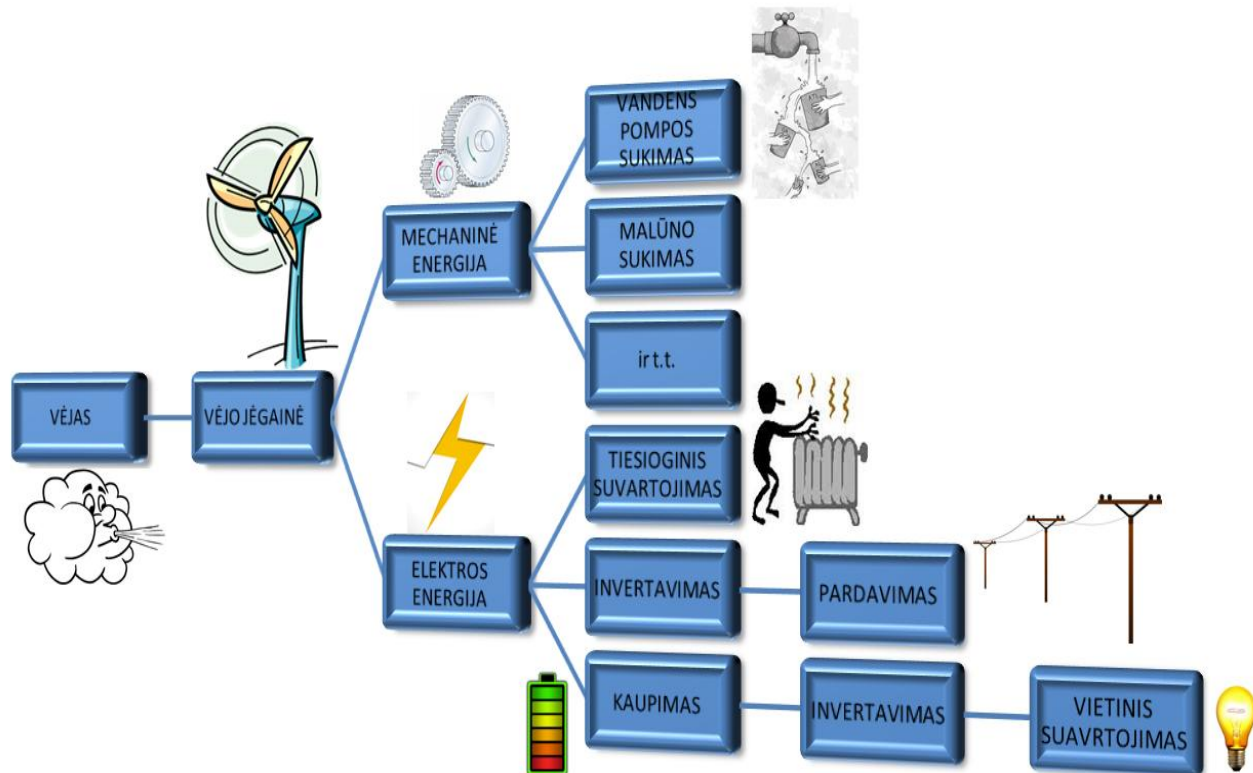 VANDENS
POMPOS
SUKIMAS
MECHANINĖ
ENERGIJA
MALŪNO
SUKIMAS
ir t.t.
VĖJAS
VĖJO JĖGAINĖ
TIESIOGINIS
SUVARTOJIMAS
ELEKTROS
ENERGIJA
INVERTAVIMAS
PARDAVIMAS
KAUPIMAS
INVERTAVIMAS
VIETINIS
SUAVRTOJIMAS